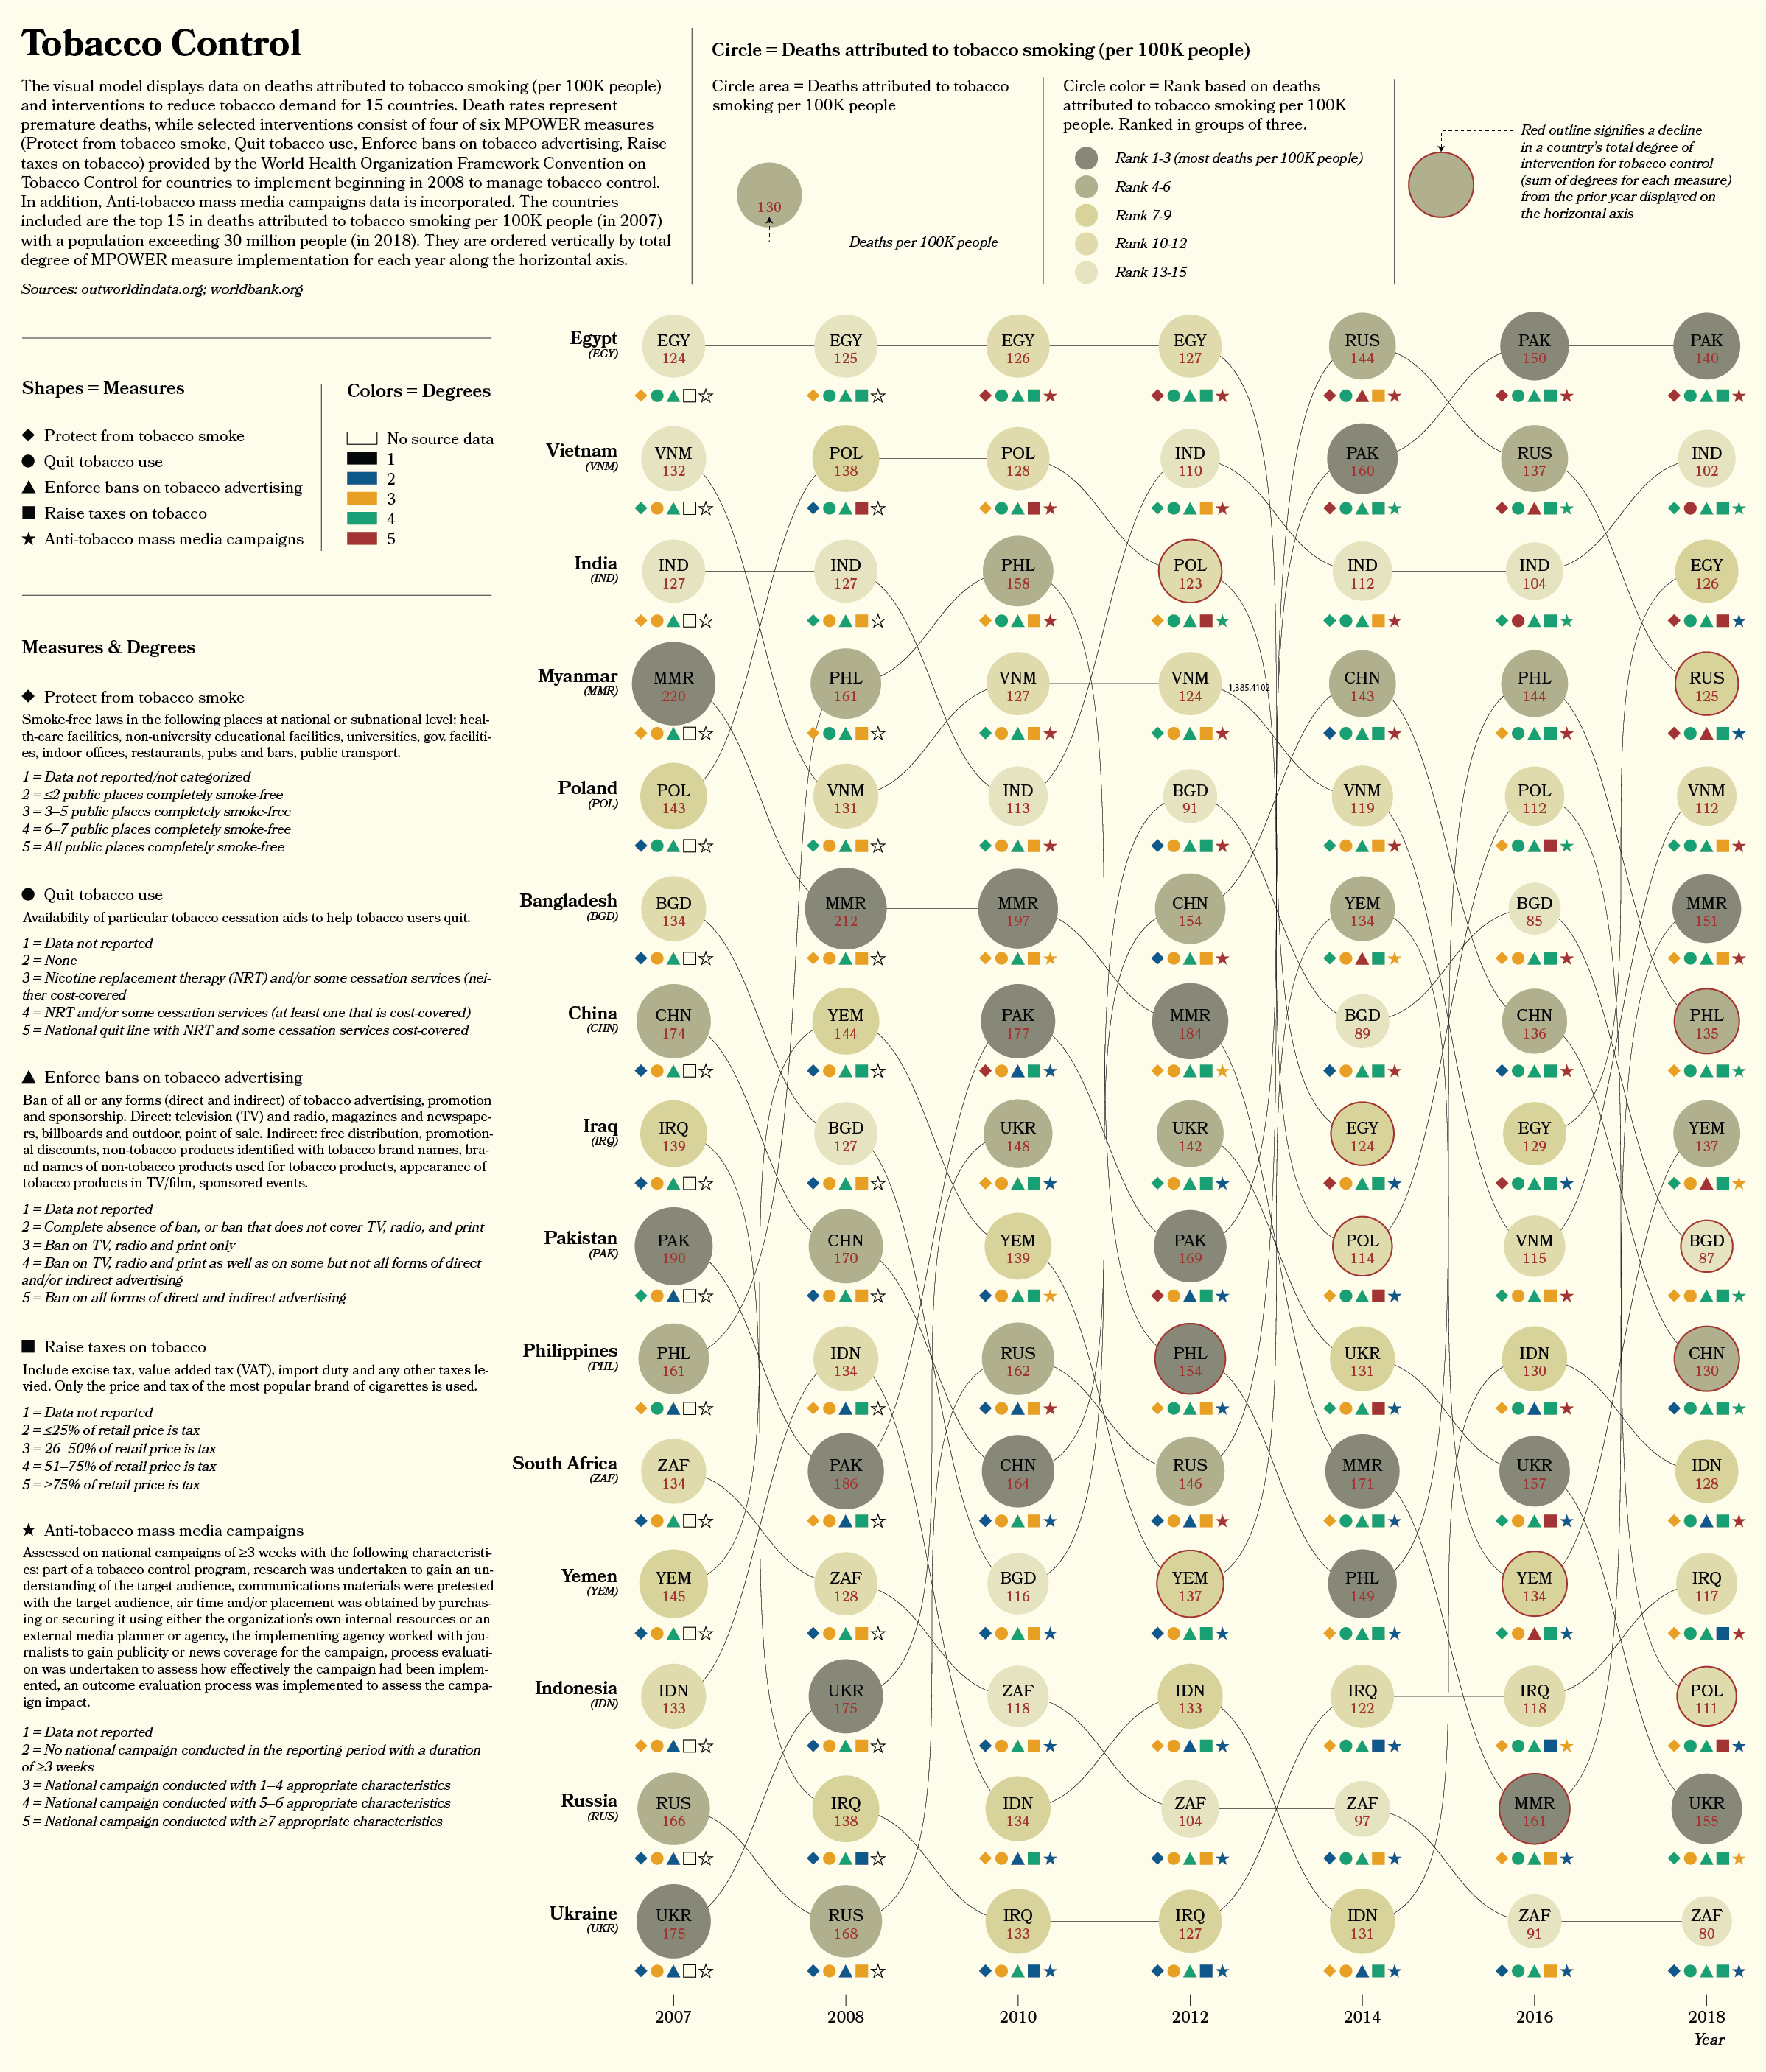 Tobacco Control
The visual model displays data on deaths attributed to tobacco smoking (per 100K people)
and interventions to reduce tobacco demand for 15 countries. Death rates represent
premature deaths, while selected interventions consist of four of six MPOWER measures
(Protect from tobacco smoke, Quit tobacco use, Enforce bans on tobacco advertising, Raise
taxes on tobacco) provided by the World Health Organization Framework Convention on
Tobacco Control for countries to implement beginning in 2008 to manage tobacco control.
In addition, Anti-tobacco mass media campaigns data is incorporated. The countries
included are the top 15 in deaths attributed to tobacco smoking per 100K people (in 2007)
with a population exceeding 30 million people (in 2018). They are ordered vertically by total
degree of MPOWER measure implementation for each year along the horizontal axis.
Sources: outworldindata.org; worldbank.org
Circle = Deaths attributed to tobacco smoking (per 100K people)
Circle area = Deaths attributed to tobacco
smoking per 100K people
130
Deaths per 100K people
Circle color = Rank based on deaths
attributed to tobacco smoking per 100K
people. Ranked in groups of three.
Rank 1-3 (most deaths per 100K people)
Rank 4-6
Rank 7-9
Rank 10-12
Rank 13-15
Red outline signifies a decline
in a country's total degree of
intervention for tobacco control
(sum of degrees for each measure)
from the prior year displayed on
the horizontal axis
Shapes = Measures
Protect from tobacco smoke
Quit tobacco use
Enforce bans on tobacco advertising
Raise taxes on tobacco
Anti-tobacco mass media campaigns
Colors = Degrees
No source data
1
2
3
4
5
Measures & Degrees
Protect from tobacco smoke
Smoke-free laws in the following places at national or subnational level: heal-
th-care facilities, non-university educational facilities, universities, gov. faciliti-
es, indoor offices, restaurants, pubs and bars, public transport.
1 = Data not reported/not categorized
2 = ≤2 public places completely smoke-free
3 = 3–5 public places completely smoke-free
4 = 6–7 public places completely smoke-free
5 = All public places completely smoke-free
Quit tobacco use
Availability of particular tobacco cessation aids to help tobacco users quit.
1 = Data not reported
2 = None
3 = Nicotine replacement therapy (NRT) and/or some cessation services (nei-
ther cost-covered
4 = NRT and/or some cessation services (at least one that is cost-covered)
5 = National quit line with NRT and some cessation services cost-covered
Enforce bans on tobacco advertising
Ban of all or any forms (direct and indirect) of tobacco advertising, promotion
and sponsorship. Direct: television (TV) and radio, magazines and newspape-
rs, billboards and outdoor, point of sale. Indirect: free distribution, promotion-
al discounts, non-tobacco products identified with tobacco brand names, bra-
nd names of non-tobacco products used for tobacco products, appearance of
tobacco products in TV/film, sponsored events.
1 = Data not reported
2 = Complete absence of ban, or ban that does not cover TV, radio, and print
3 = Ban on TV, radio and print only
4 = Ban on TV, radio and print as well as on some but not all forms of direct
and/or indirect advertising
5 = Ban on all forms of direct and indirect advertising
Raise taxes on tobacco
Include excise tax, value added tax (VAT), import duty and any other taxes le-
vied. Only the price and tax of the most popular brand of cigarettes is used.
1 = Data not reported
2 = ≤25% of retail price is tax
3 = 26–50% of retail price is tax
4 = 51–75% of retail price is tax
5 = >75% of retail price is tax
Anti-tobacco mass media campaigns
Assessed on national campaigns of ≥3 weeks with the following characteristi-
cs: part of a tobacco control program, research was undertaken to gain an un-
derstanding of the target audience, communications materials were pretested
with the target audience, air time and/or placement was obtained by purchas-
ing or securing it using either the organization's own internal resources or an
external media planner or agency, the implementing agency worked with jou-
rnalists to gain publicity or news coverage for the campaign, process evaluati-
on was undertaken to assess how effectively the campaign had been implem-
ented, an outcome evaluation process was implemented to assess the campa-
ign impact.
1 = Data not reported
2 = No national campaign conducted in the reporting period with a duration
of ≥3 weeks
3 = National campaign conducted with 1–4 appropriate characteristics
4 = National campaign conducted with 5–6 appropriate characteristics
5 = National campaign conducted with ≥7 appropriate characteristics
Egypt EGY EGY EGY EGY RUS PAK PAK
(EGY) 124 125 126 127 144 150 140
Vietnam VNM POL POL IND PAK RUS IND
(VNM) 132 138 128 110 160 137 102
India IND IND PHL POL IND IND EGY
(IND) 127 127 158 123 112 104 126
Myanmar MMR PHL VNM VNM CHN PHL RUS
(MMR) 220 161 127 124 1,385.4102 143 144 125
Poland POL VNM IND BGD VNM POL VNM
(POL) 143 131 113 91 119 112 112
Bangladesh BGD MMR MMR CHN YEM BGD MMR
(BGD) 134 212 197 154 134 85 151
China CHN YEM PAK MMR BGD CHN PHL
(CHN) 174 144 177 184 89 136 135
Iraq IRQ BGD UKR UKR EGY EGY YEM
(IRQ) 139 127 148 142 124 129 137
Pakistan PAK CHN YEM PAK POL VNM BGD
(PAK) 190 170 139 169 114 115 87
Philippines PHL IDN RUS PHL UKR IDN CHN
(PHL) 161 134 162 154 131 130 130
South Africa ZAF PAK CHN RUS MMR UKR IDN
(ZAF) 134 186 164 146 171 157 128
Yemen YEM ZAF BGD YEM PHL YEM IRQ
(YEM) 145 128 116 137 149 134 117
Indonesia IDN UKR ZAF IDN IRQ IRQ POL
(IDN) 133 175 118 133 122 118 111
Russia RUS IRQ IDN ZAF ZAF MMR UKR
(RUS) 166 138 134 104 97 161 155
Ukraine UKR RUS IRQ IRQ IDN ZAF ZAF
(UKR) 175 168 133 127 131 91 80
2007 2008 2010 2012 2014 2016 2018
Year